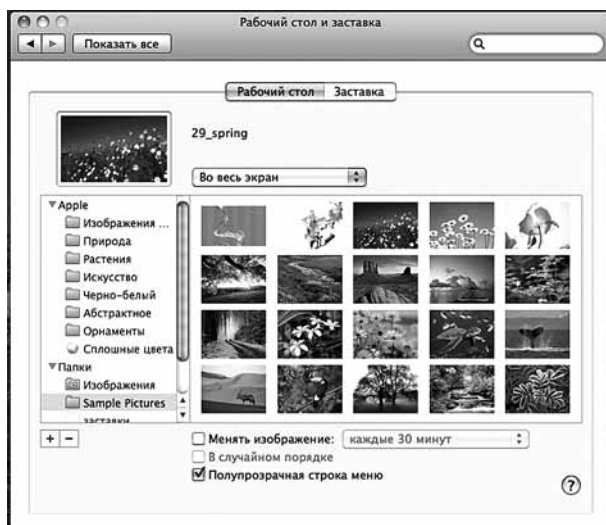 Рабочий стол и заставка
Показать все
Рабочий стол Заставка
29_spring
Во весь экран
Apple
Изображения ...
Природа
Растения
Искусство
Черно-белый
Абстрактное
Орнаменты
Сплошные цвета
Папки
Изображения
Sample Pictures
заставки
+ −
Менять изображение: каждые 30 минут
В случайном порядке
Полупрозрачная строка меню
?